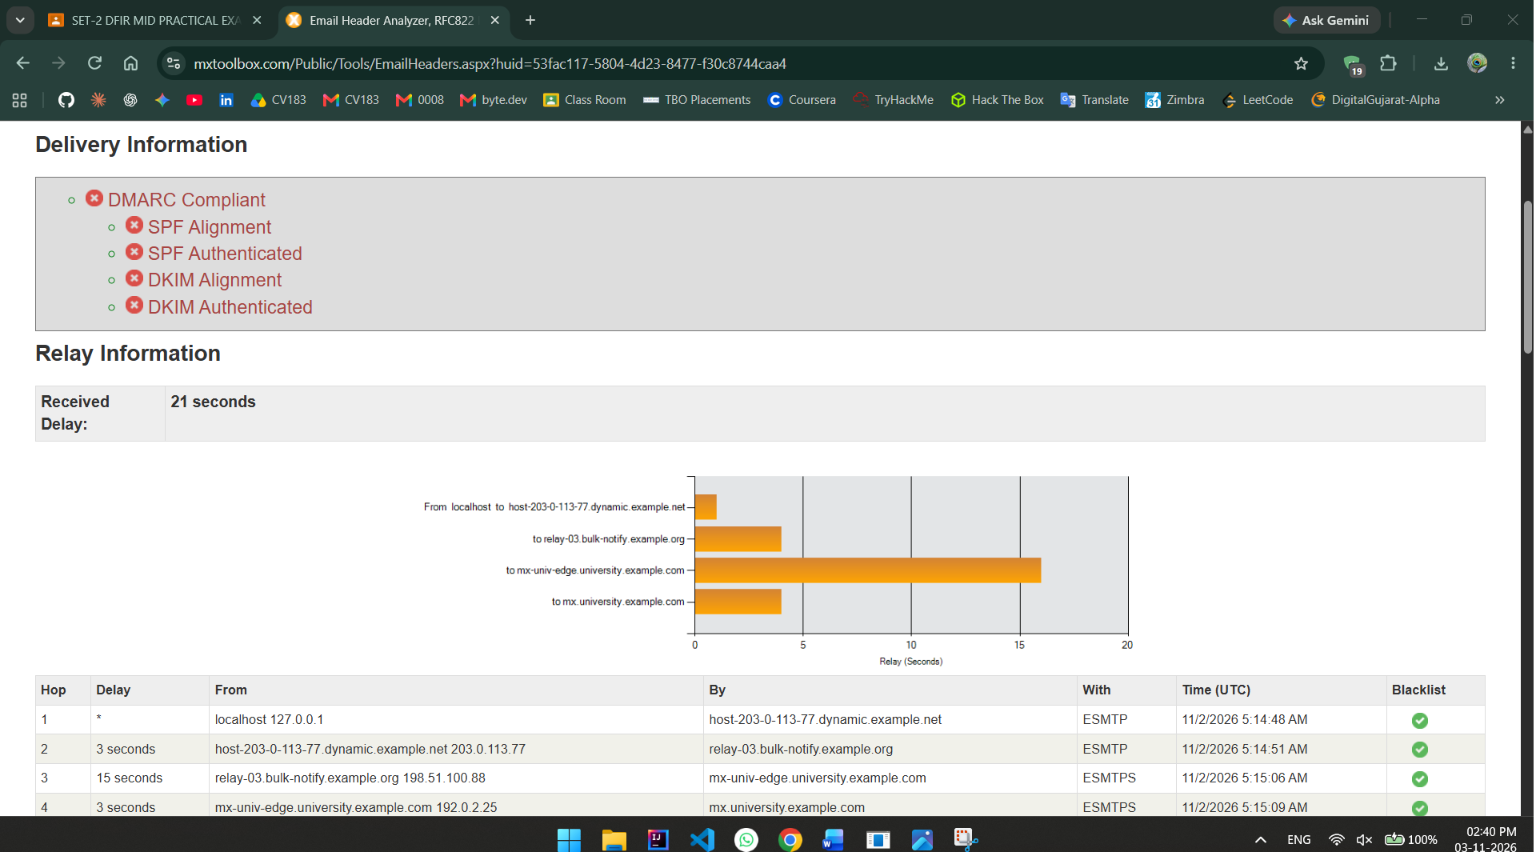 SET-2 DFIR MID PRACTICAL EXA
Email Header Analyzer, RFC822
Ask Gemini
mxtoolbox.com/Public/Tools/EmailHeaders.aspx?huid=53fac117-5804-4d23-8477-f30c8744caa4
19
CV183
CV183
0008
byte.dev
Class Room
TBO Placements
Coursera
TryHackMe
Hack The Box
Translate
31
Zimbra
LeetCode
DigitalGujarat-Alpha
Delivery Information
DMARC Compliant
SPF Alignment
SPF Authenticated
DKIM Alignment
DKIM Authenticated
Relay Information
Received Delay:
21 seconds
From localhost to host-203-0-113-77.dynamic.example.net
to relay-03.bulk-notify.example.org
to mx-univ-edge.university.example.com
to mx.university.example.com
0 5 10 15 20
Relay (Seconds)
Hop Delay From By With Time (UTC) Blacklist
1 * localhost 127.0.0.1 host-203-0-113-77.dynamic.example.net ESMTP 11/2/2026 5:14:48 AM
2 3 seconds host-203-0-113-77.dynamic.example.net 203.0.113.77 relay-03.bulk-notify.example.org ESMTP 11/2/2026 5:14:51 AM
3 15 seconds relay-03.bulk-notify.example.org 198.51.100.88 mx-univ-edge.university.example.com ESMTPS 11/2/2026 5:15:06 AM
4 3 seconds mx-univ-edge.university.example.com 192.0.2.25 mx.university.example.com ESMTPS 11/2/2026 5:15:09 AM
ENG
100%
02:40 PM
03-11-2026